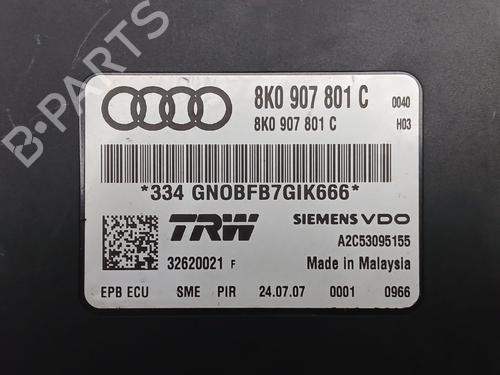 B-PARTS
8K0 907 801 C 0040
8K0 907 801 C H03
*334 GNOBFB7GIK666*
TRW SIEMENS VDO
A2C53095155
32620021 F Made in Malaysia
EPB ECU SME PIR 24.07.07 0001 0966